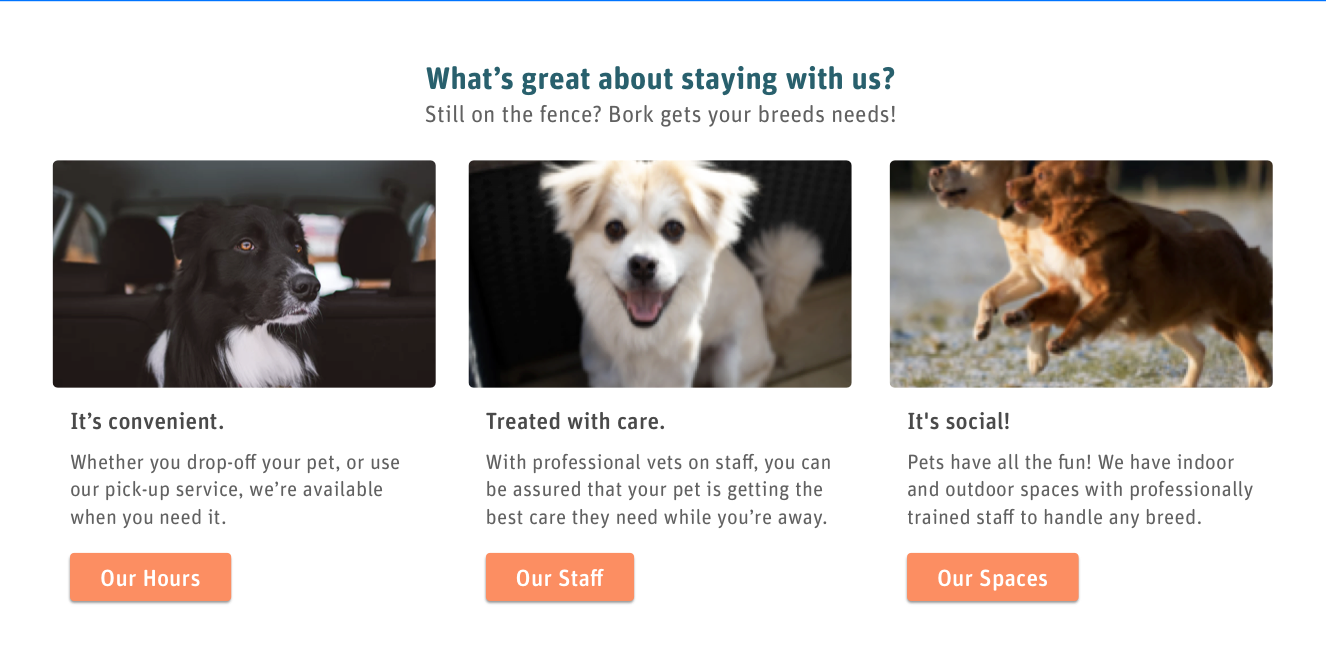 What’s great about staying with us?
Still on the fence? Bork gets your breeds needs!
It’s convenient.
Whether you drop-off your pet, or use
our pick-up service, we’re available
when you need it.
Our Hours
Treated with care.
With professional vets on staff, you can
be assured that your pet is getting the
best care they need while you’re away.
Our Staff
It's social!
Pets have all the fun! We have indoor
and outdoor spaces with professionally
trained staff to handle any breed.
Our Spaces